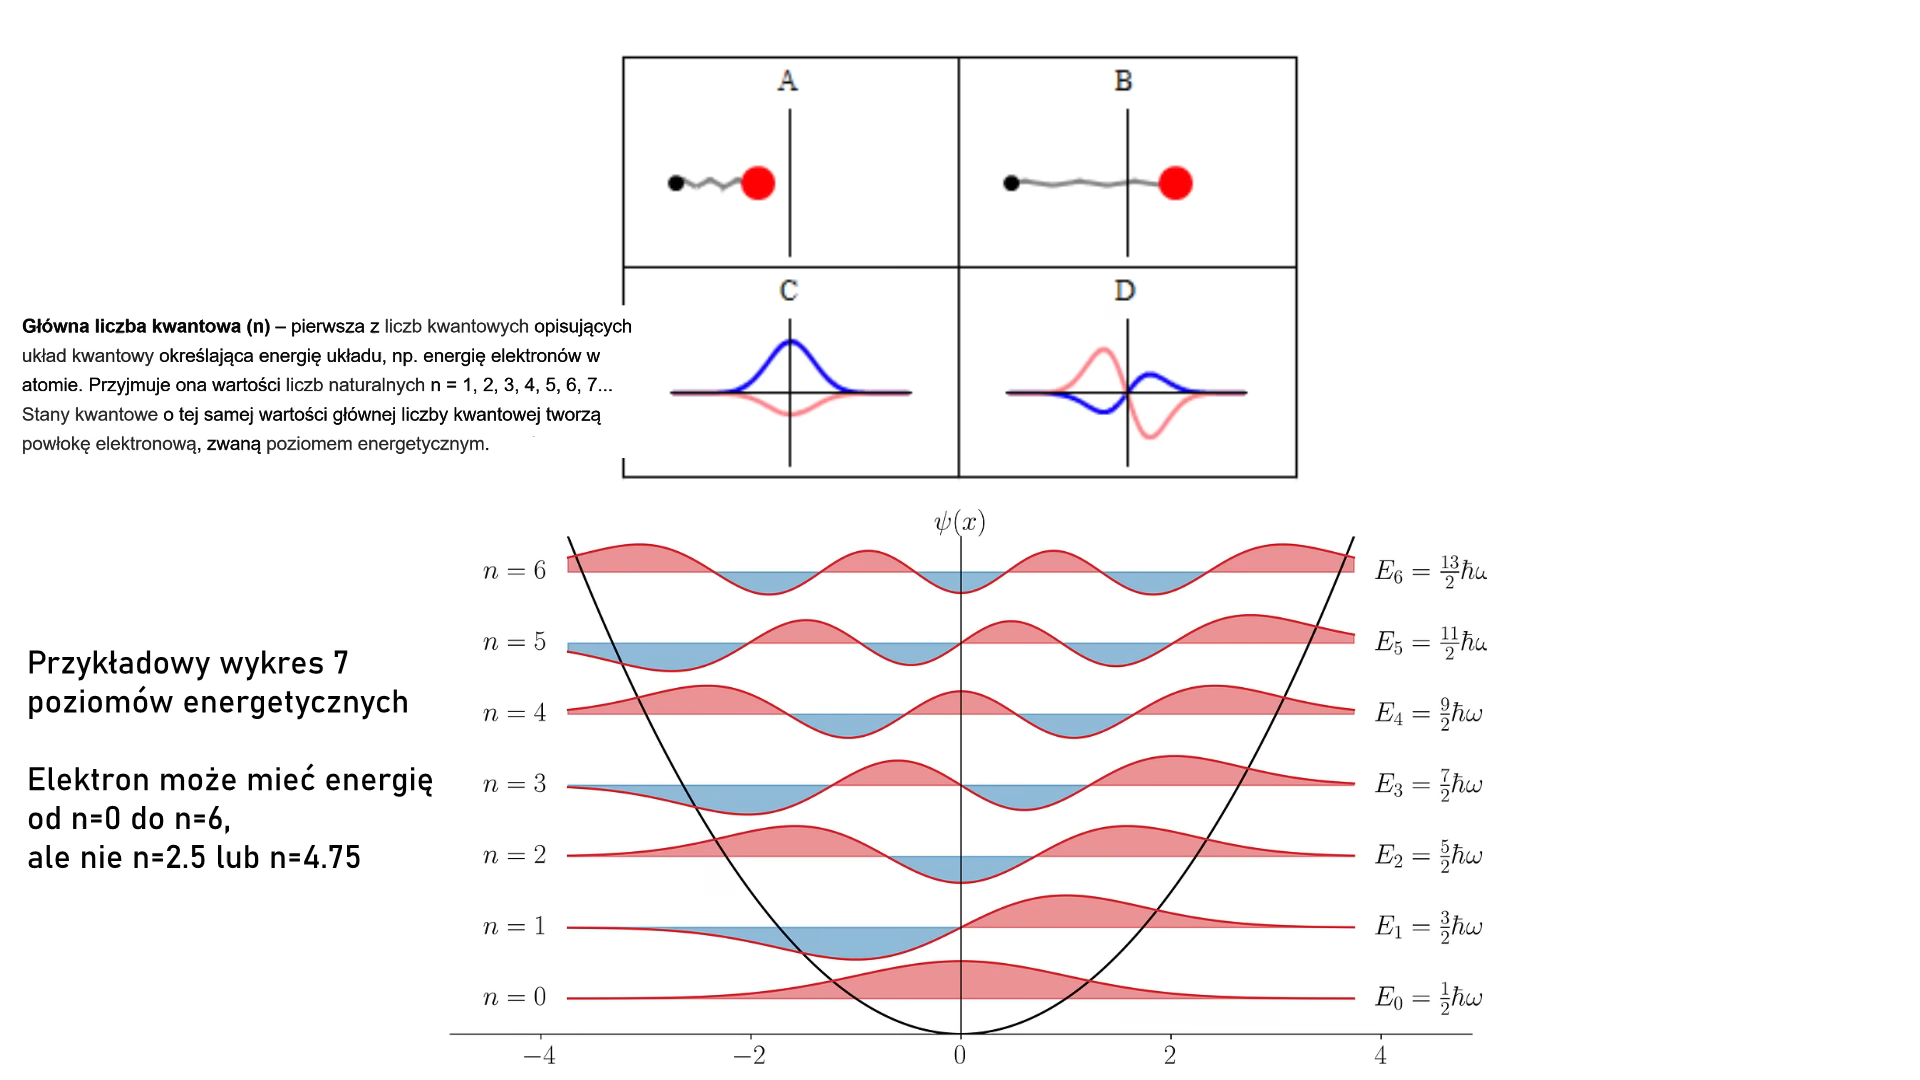 A
B
C
D
Główna liczba kwantowa (n) – pierwsza z liczb kwantowych opisujących
układ kwantowy określająca energię układu, np. energię elektronów w
atomie. Przyjmuje ona wartości liczb naturalnych n = 1, 2, 3, 4, 5, 6, 7...
Stany kwantowe o tej samej wartości głównej liczby kwantowej tworzą
powłokę elektronową, zwaną poziomem energetycznym.
Przykładowy wykres 7
poziomów energetycznych
Elektron może mieć energię
od n=0 do n=6,
ale nie n=2.5 lub n=4.75
ψ(x)
n = 6 E₆ = 13/2 ħω
n = 5 E₅ = 11/2 ħω
n = 4 E₄ = 9/2 ħω
n = 3 E₃ = 7/2 ħω
n = 2 E₂ = 5/2 ħω
n = 1 E₁ = 3/2 ħω
n = 0 E₀ = 1/2 ħω
−4 −2 0 2 4